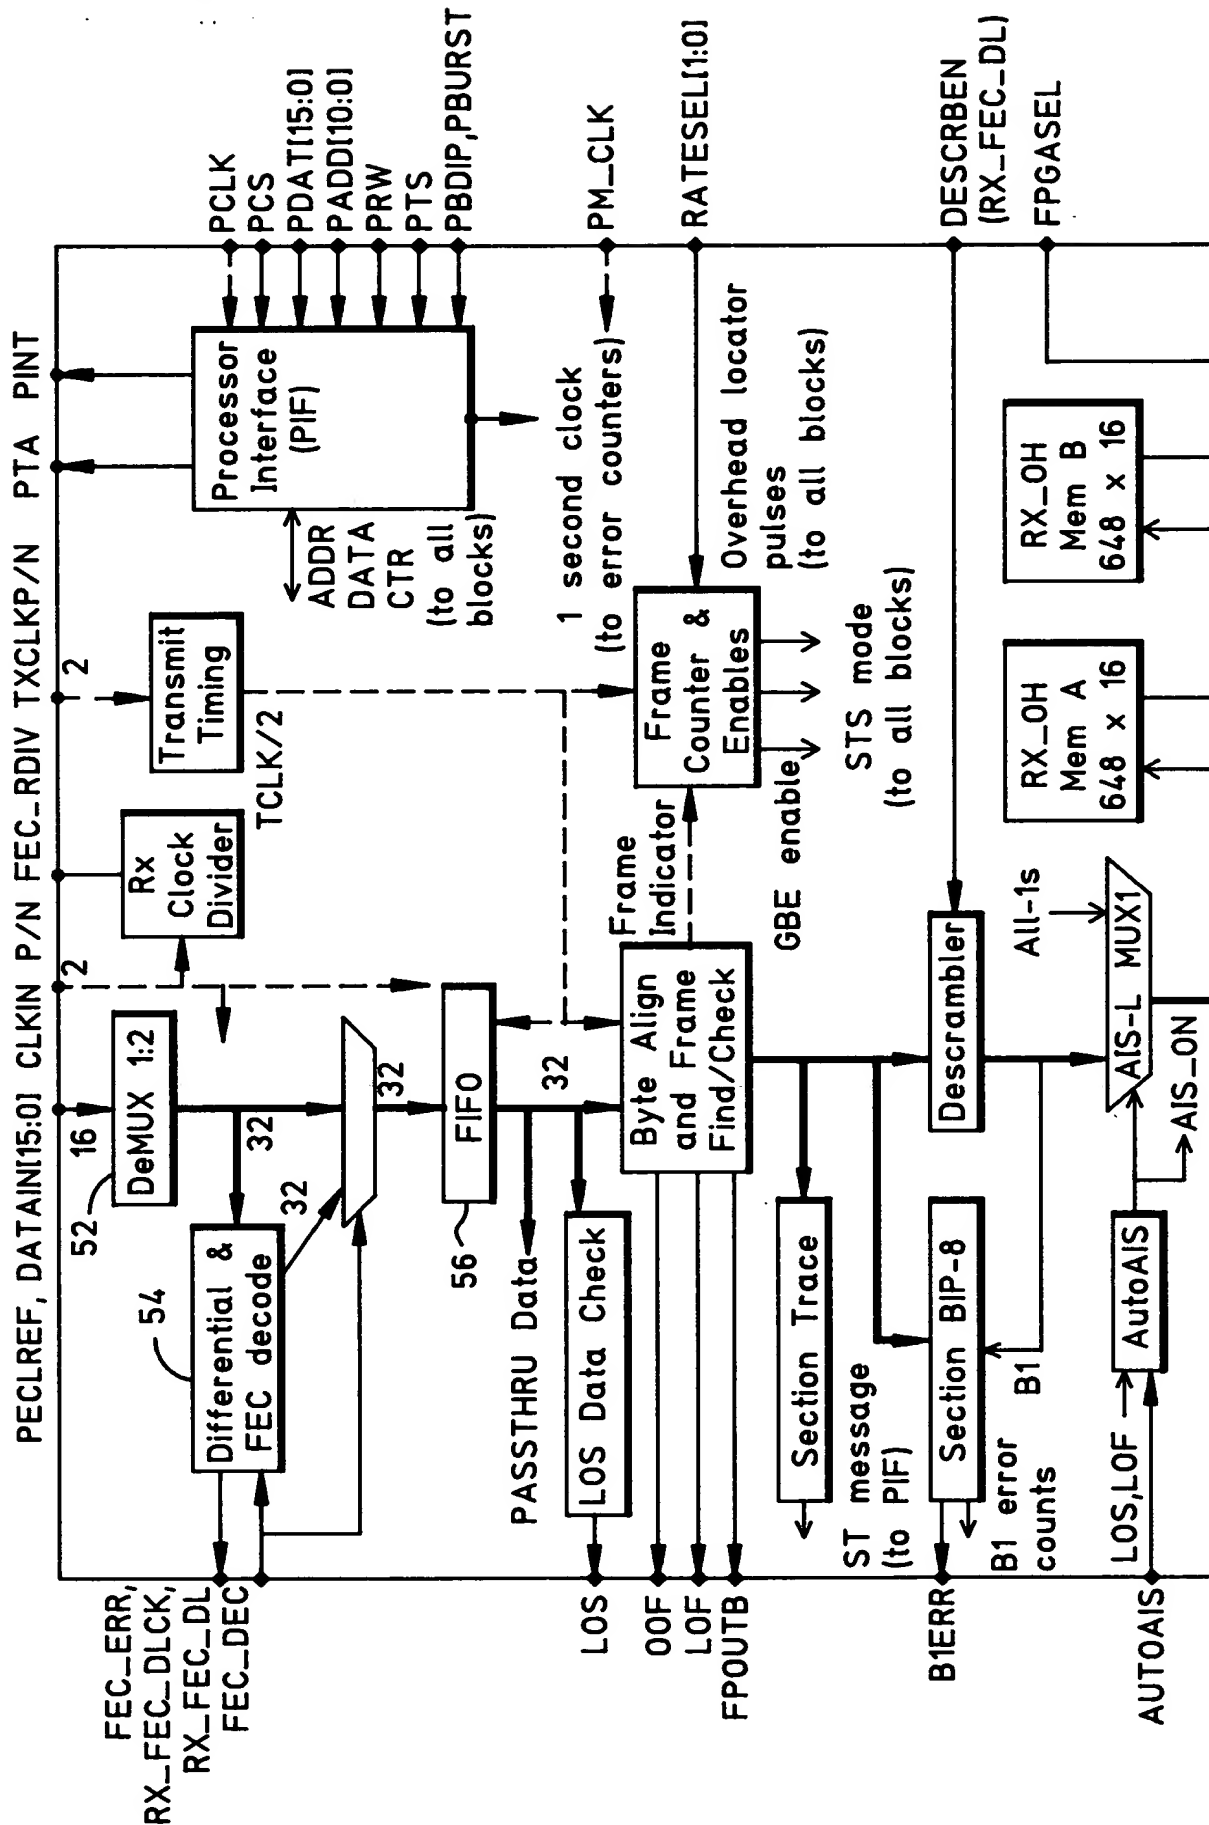 PECLREF, DATAIN[15:0] CLKIN P/N FEC_RDIV TXCLKP/N PTA PINT
16
2
2
52
DeMUX 1:2
Rx
Clock
Divider
Transmit
Timing
TCLK/2
Processor
Interface
(PIF)
ADDR
DATA
CTR
(to all
blocks)
PCLK
PCS
PDAT[15:0]
PADD[10:0]
PRW
PTS
PBDIP,PBURST
54
Differential &
FEC decode
32
32
32
FEC_ERR,
RX_FEC_DLCK,
RX_FEC_DL
FEC_DEC
56
FIFO
32
PASSTHRU Data
LOS Data Check
LOS
1 second clock
(to error counters)
PM_CLK
Byte Align
and Frame
Find/Check
OOF
LOF
FPOUTB
Frame
Indicator
Frame
Counter &
Enables
RATESEL[1:0]
Overhead locator
pulses
(to all blocks)
GBE enable
STS mode
(to all blocks)
Section Trace
ST
message
(to PIF)
Section BIP-8
B1
B1ERR
B1 error
counts
Descrambler
DESCRBEN
(RX_FEC_DL)
FPGASEL
LOS,LOF
AutoAIS
AUTOAIS
AIS_ON
All-1s
AIS-L MUX1
RX_OH
Mem A
648 x 16
RX_OH
Mem B
648 x 16